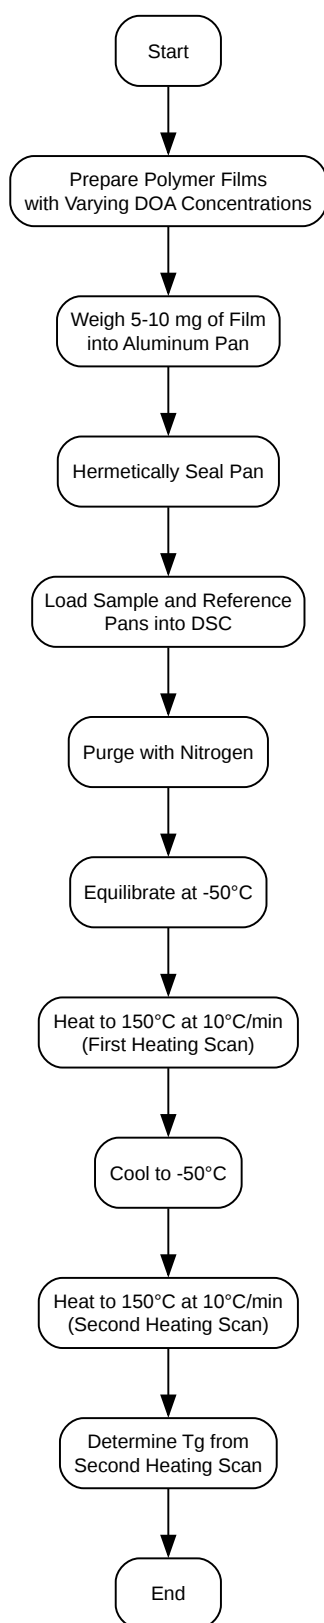 Start
Prepare Polymer Films
with Varying DOA Concentrations
Weigh 5-10 mg of Film
into Aluminum Pan
Hermetically Seal Pan
Load Sample and Reference
Pans into DSC
Purge with Nitrogen
Equilibrate at -50°C
Heat to 150°C at 10°C/min
(First Heating Scan)
Cool to -50°C
Heat to 150°C at 10°C/min
(Second Heating Scan)
Determine Tg from
Second Heating Scan
End